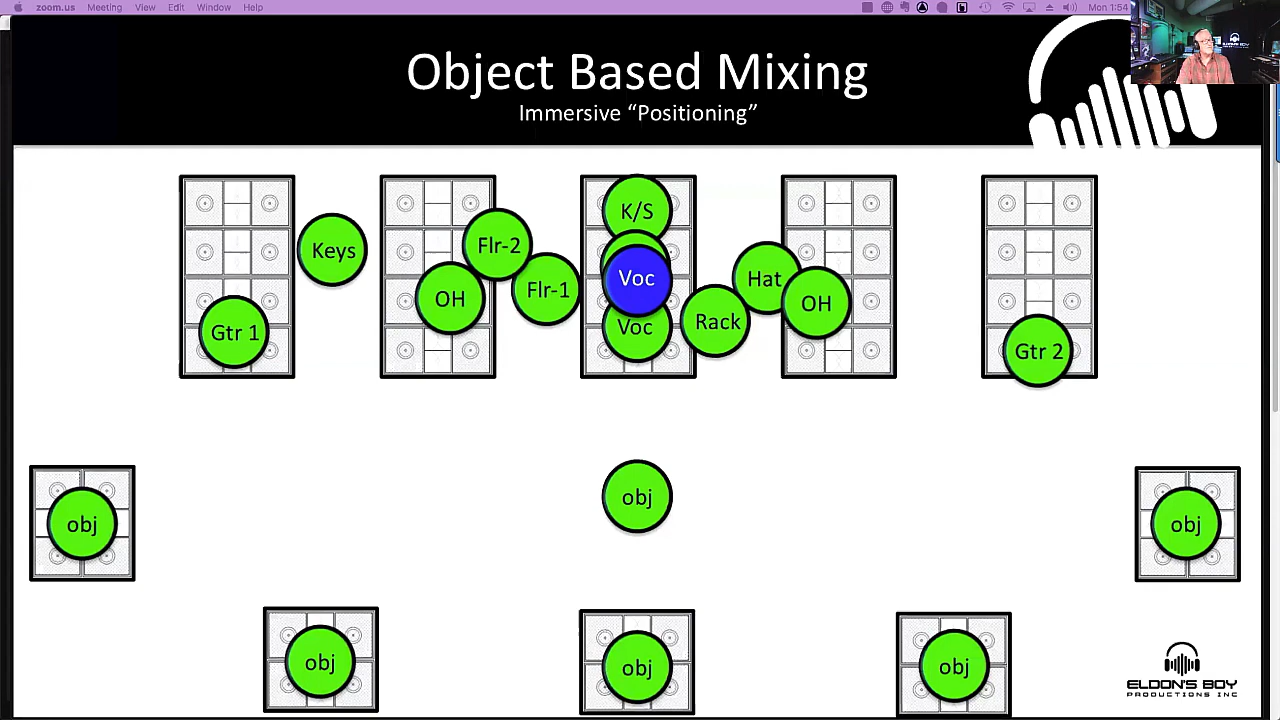 zoom.us Meeting View Edit Window Help Mon 1:54
Object Based Mixing
Immersive “Positioning”
K/S
Keys
Flr-2
Voc
Hat
Flr-1
OH
OH
Rack
Voc
Gtr 1
Gtr 2
obj
obj
obj
obj
obj
obj
ELDON'S BOY
PRODUCTIONS INC